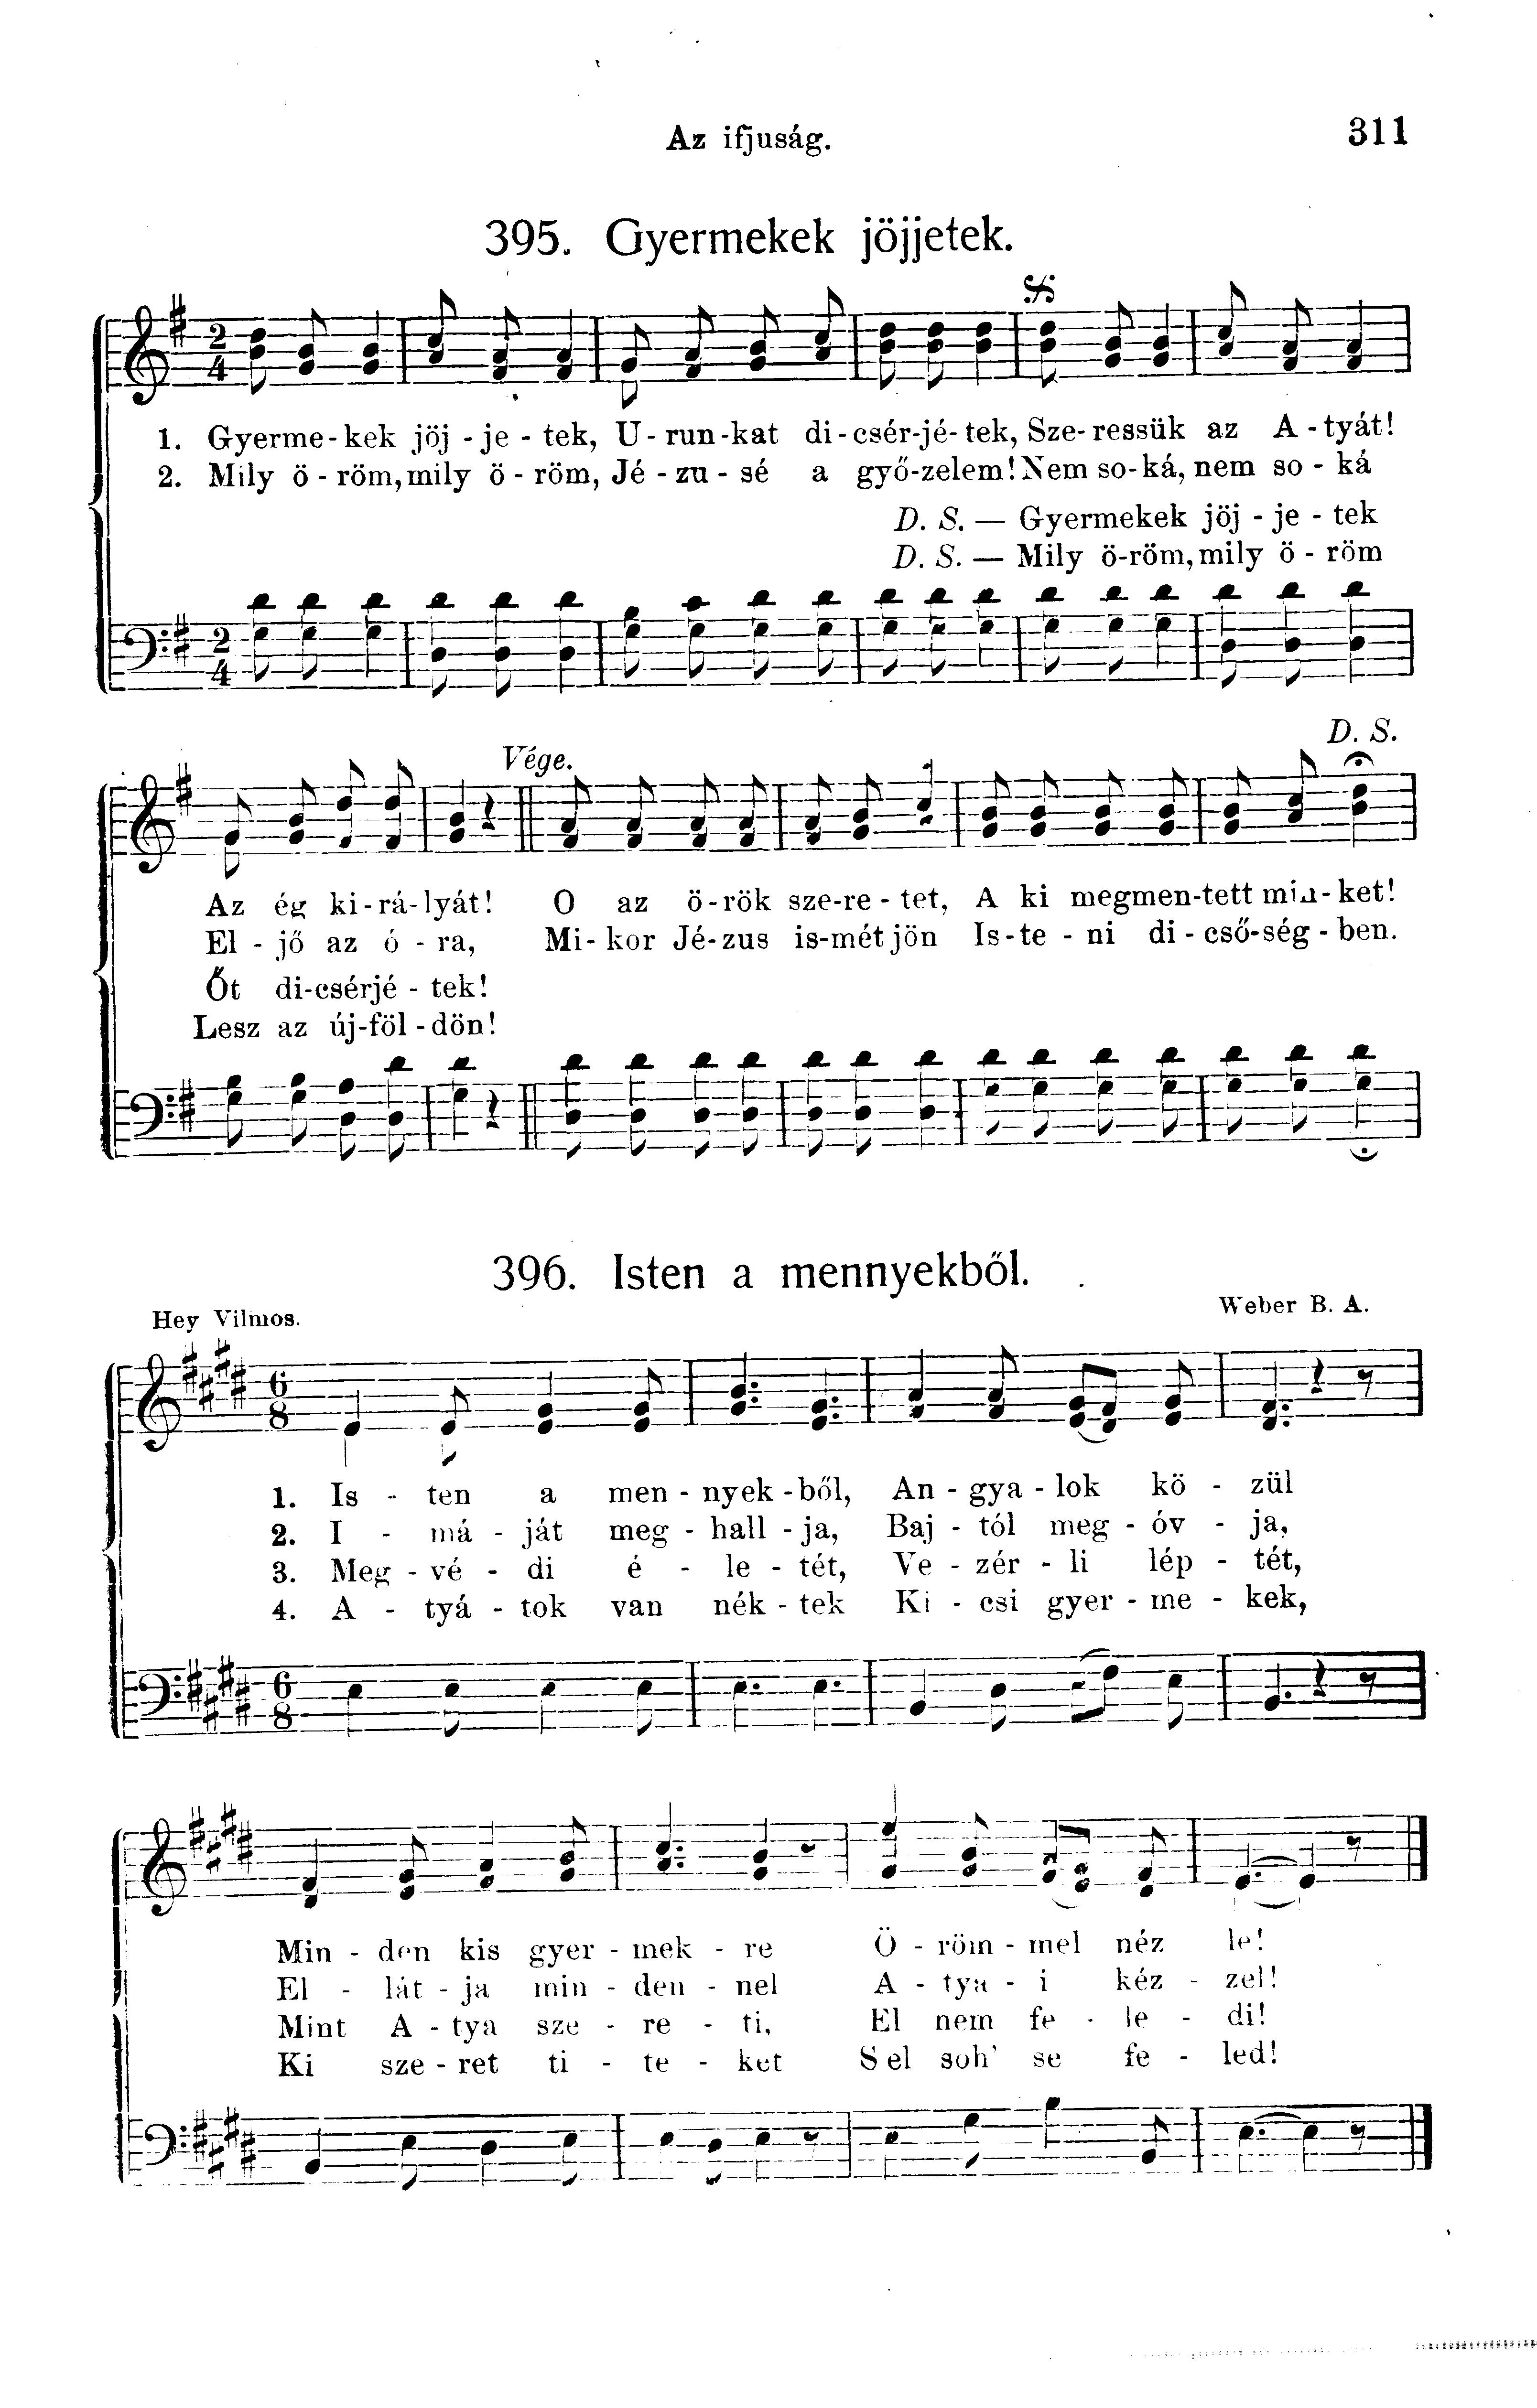 Az ifjuság.
311
395. Gyermekek jöjjetek.
1. Gyerme-kek jöj-je-tek, U-run-kat di-csér-jé-tek, Sze-ressük az A-tyát!
2. Mily ö-röm, mily ö-röm, Jé-zu-sé a győ-zelem! Nem so-ká, nem so-ká
D. S. — Gyermekek jöj-je-tek
D. S. — Mily ö-röm, mily ö-röm
Vége.
D. S.
Az ég ki-rá-lyát! O az ö-rök sze-re-tet, A ki megmen-tett min-ket!
El-jő az ó-ra, Mi-kor Jé-zus is-mét jön Is-te-ni di-cső-ség-ben.
Őt di-csérjé-tek!
Lesz az új-föl-dön!
396. Isten a mennyekből.
Hey Vilmos.
Weber B. A.
1. Is-ten a men-nyek-ből, An-gya-lok kö-zül
2. I-má-ját meg-hall-ja, Baj-tól meg-óv-ja,
3. Meg-vé-di é-le-tét, Ve-zér-li lép-tét,
4. A-tyá-tok van nék-tek Ki-csi gyer-me-kek,
Min-den kis gyer-mek-re Ö-röm-mel néz le!
El-lát-ja min-den-nel A-tya-i kéz-zel!
Mint A-tya sze-re-ti, El nem fe-le-di!
Ki sze-ret ti-te-ket S el soh' se fe-led!